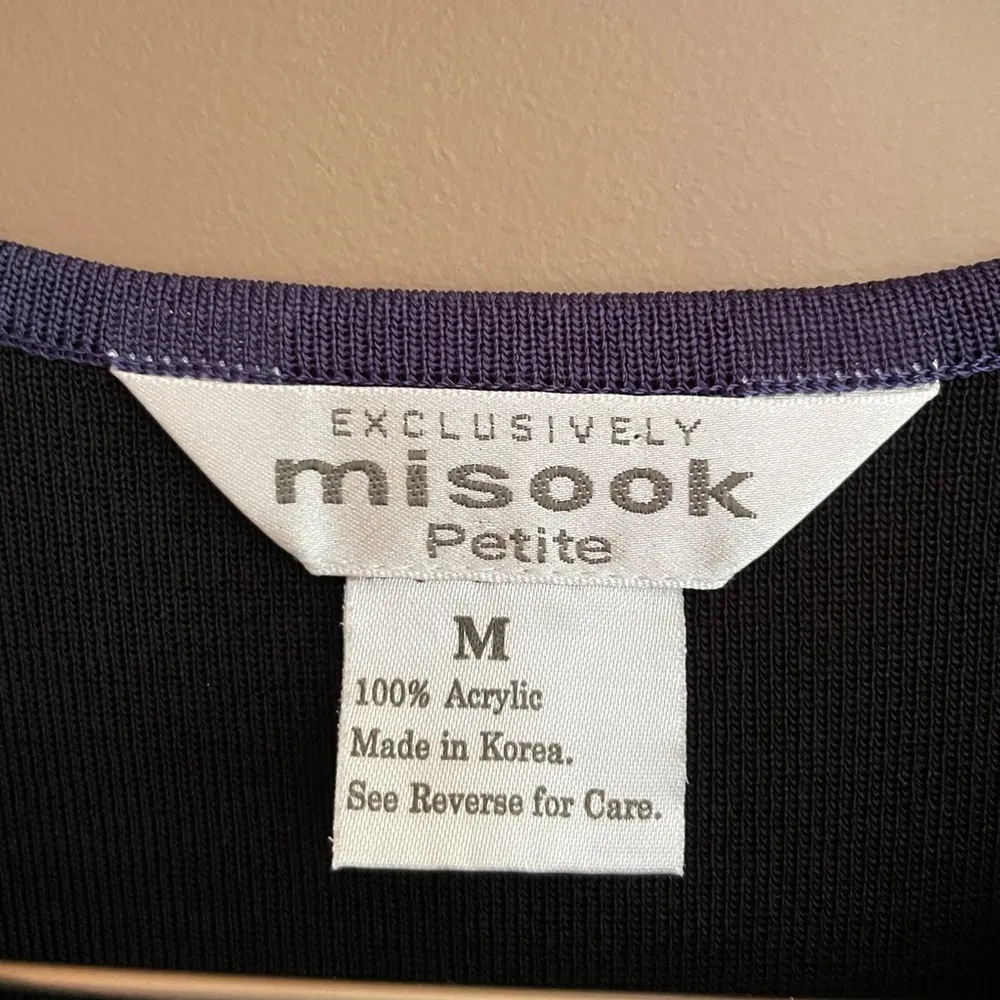 EXCLUSIVELY
misook
Petite
M
100% Acrylic
Made in Korea.
See Reverse for Care.